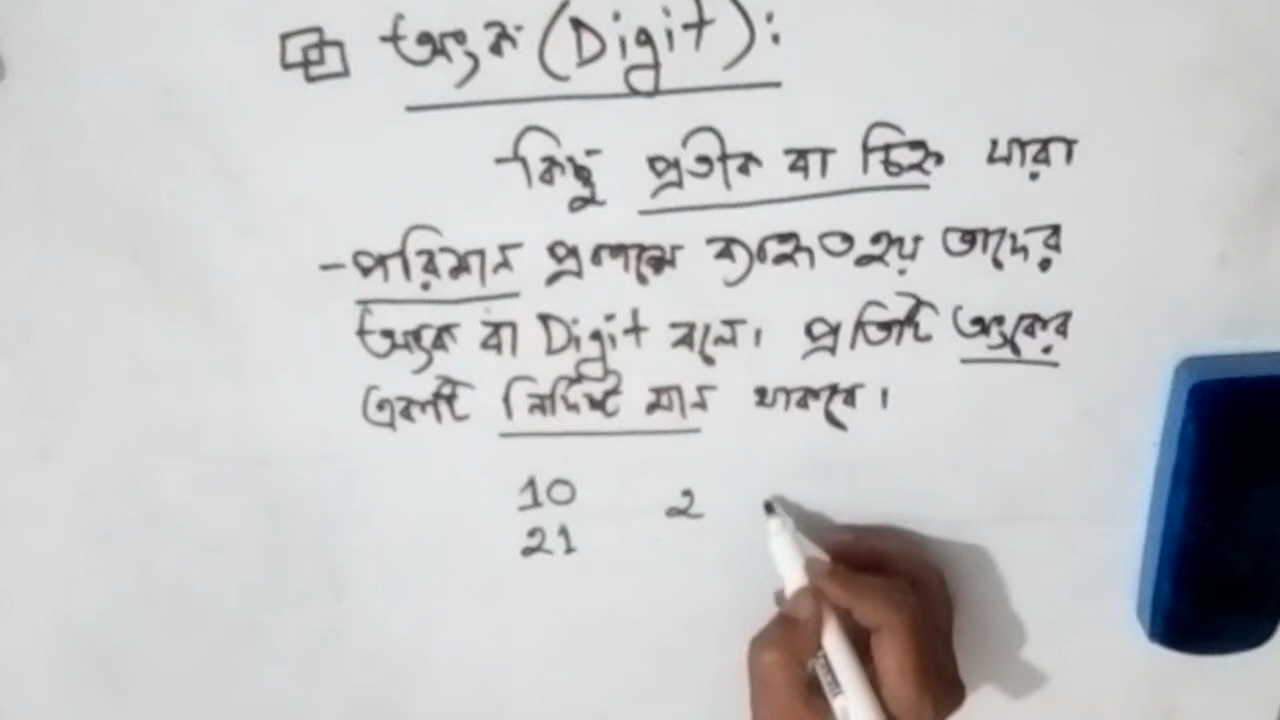 অংক (Digit):
কিছু প্রতীক বা চিহ্ন যারা
পরিমান প্রকাশে ব্যবহৃত হয় তাদের
অংক বা Digit বলে। প্রতিটি অংকের
একটি নির্দিষ্ট মান থাকবে।
10 2
21